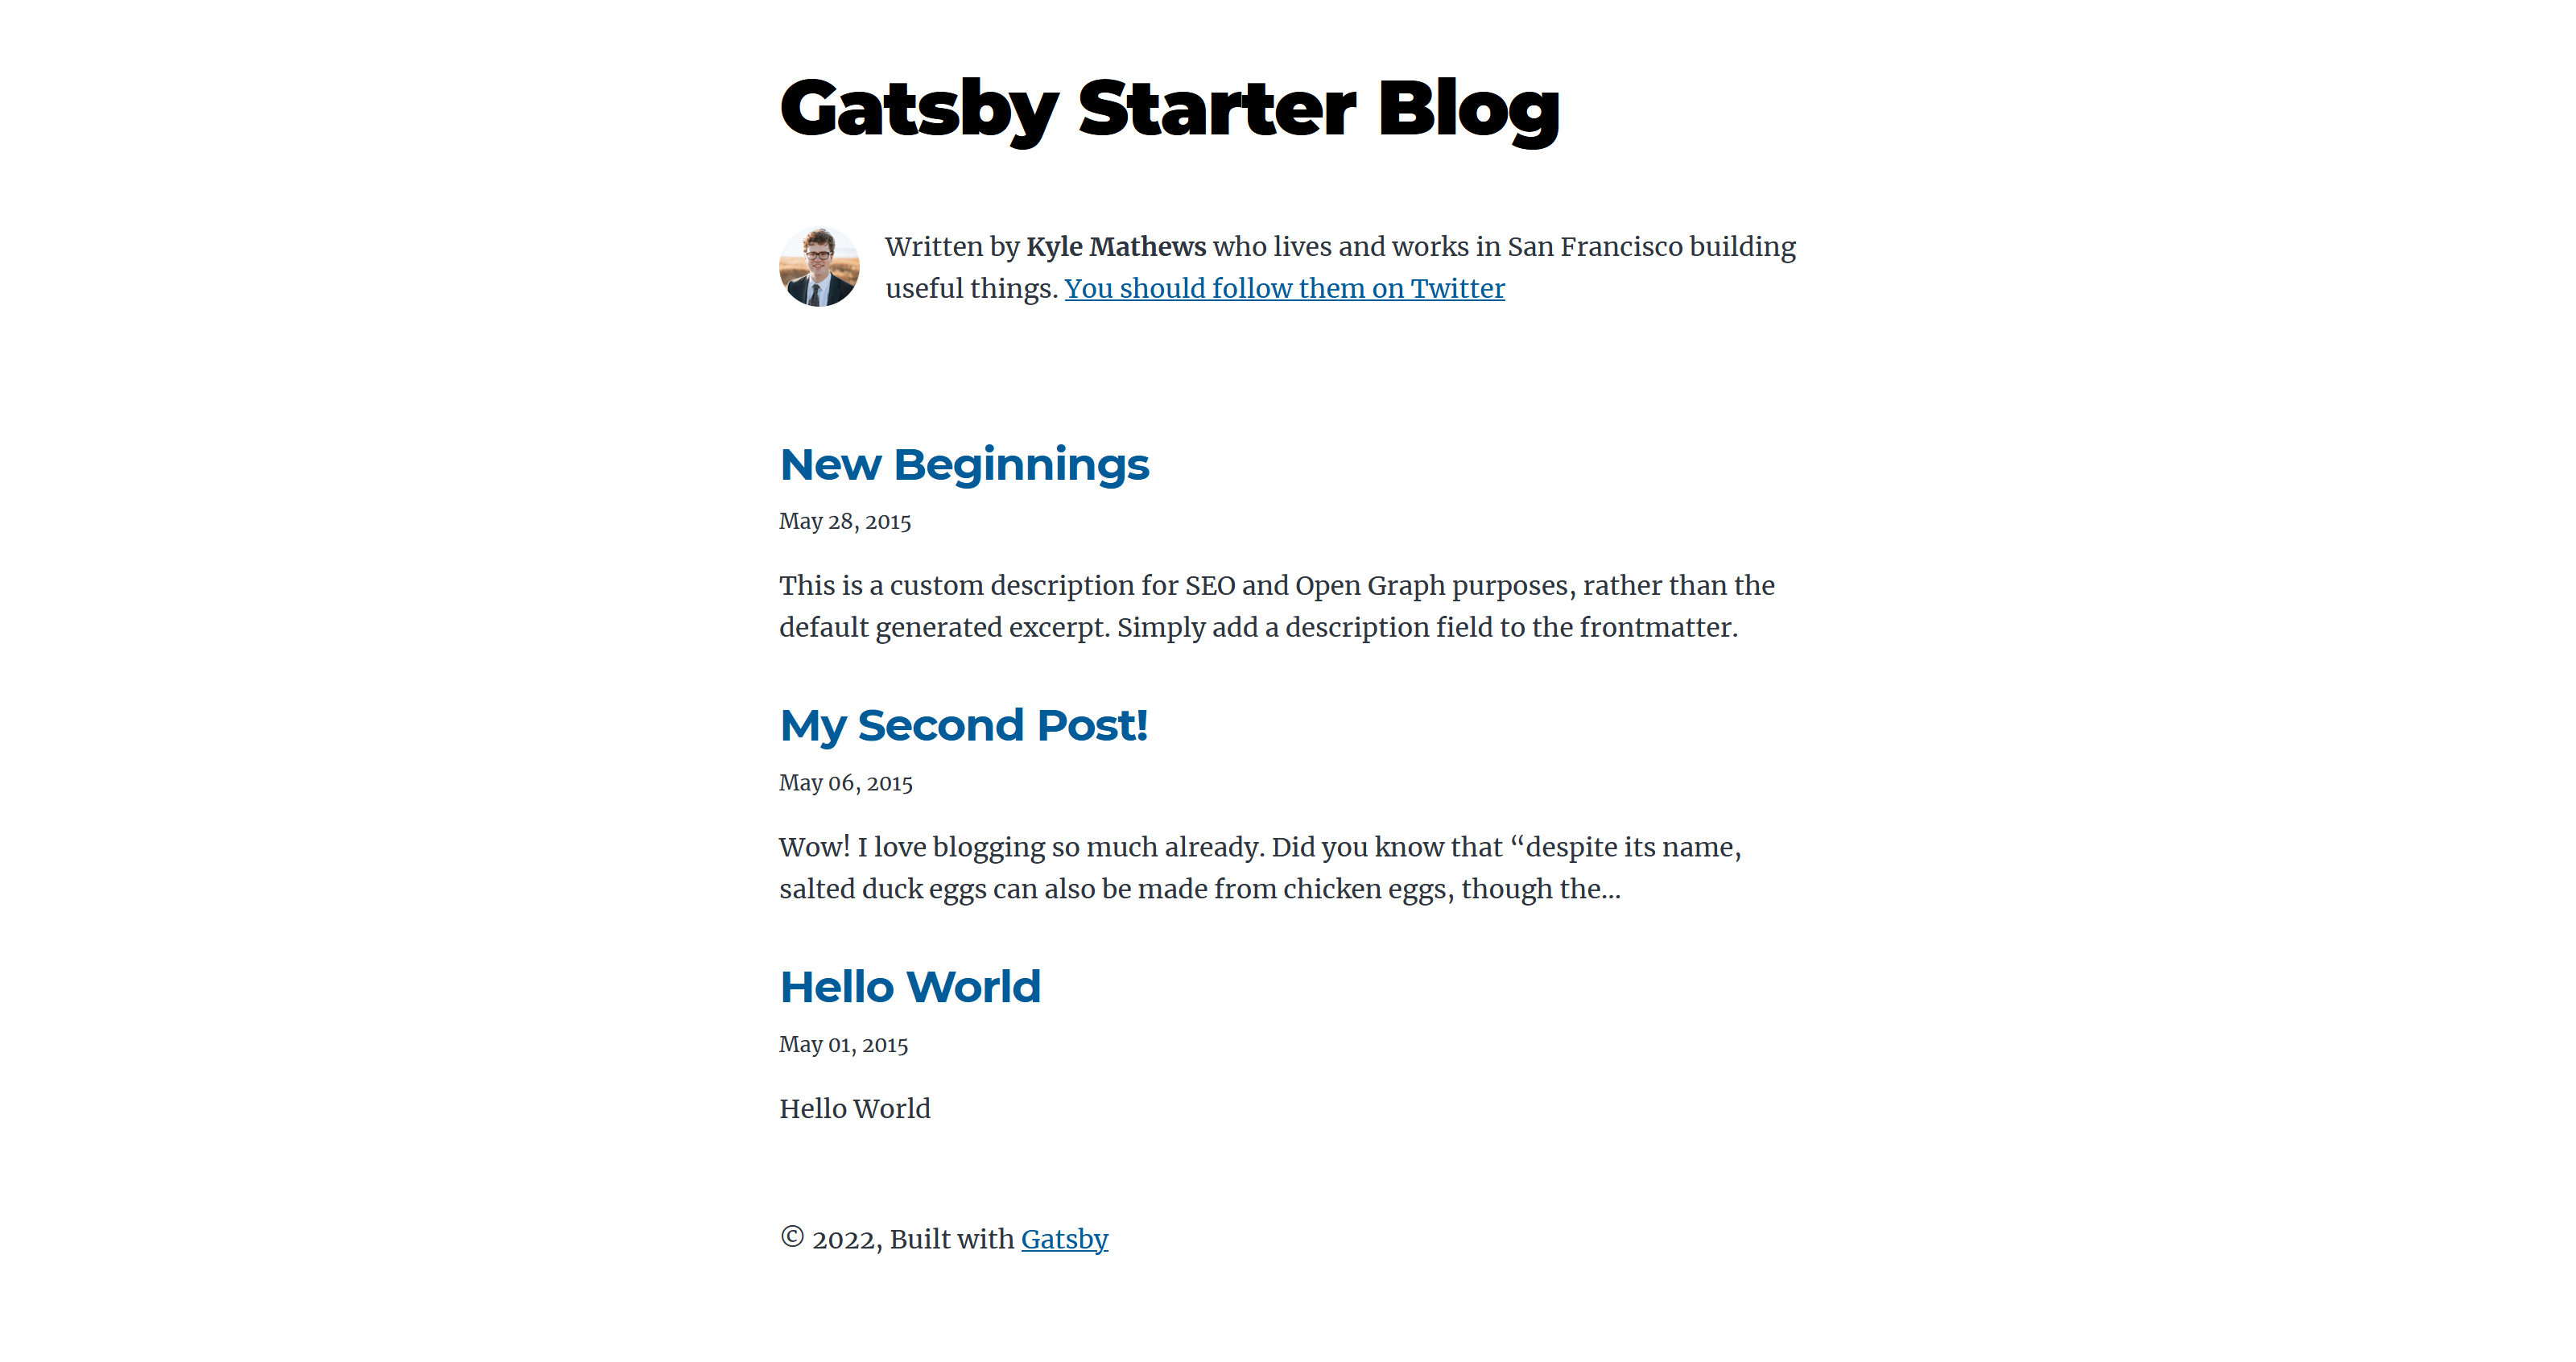 Gatsby Starter Blog
Written by Kyle Mathews who lives and works in San Francisco building
useful things. You should follow them on Twitter
New Beginnings
May 28, 2015
This is a custom description for SEO and Open Graph purposes, rather than the
default generated excerpt. Simply add a description field to the frontmatter.
My Second Post!
May 06, 2015
Wow! I love blogging so much already. Did you know that “despite its name,
salted duck eggs can also be made from chicken eggs, though the…
Hello World
May 01, 2015
Hello World
© 2022, Built with Gatsby